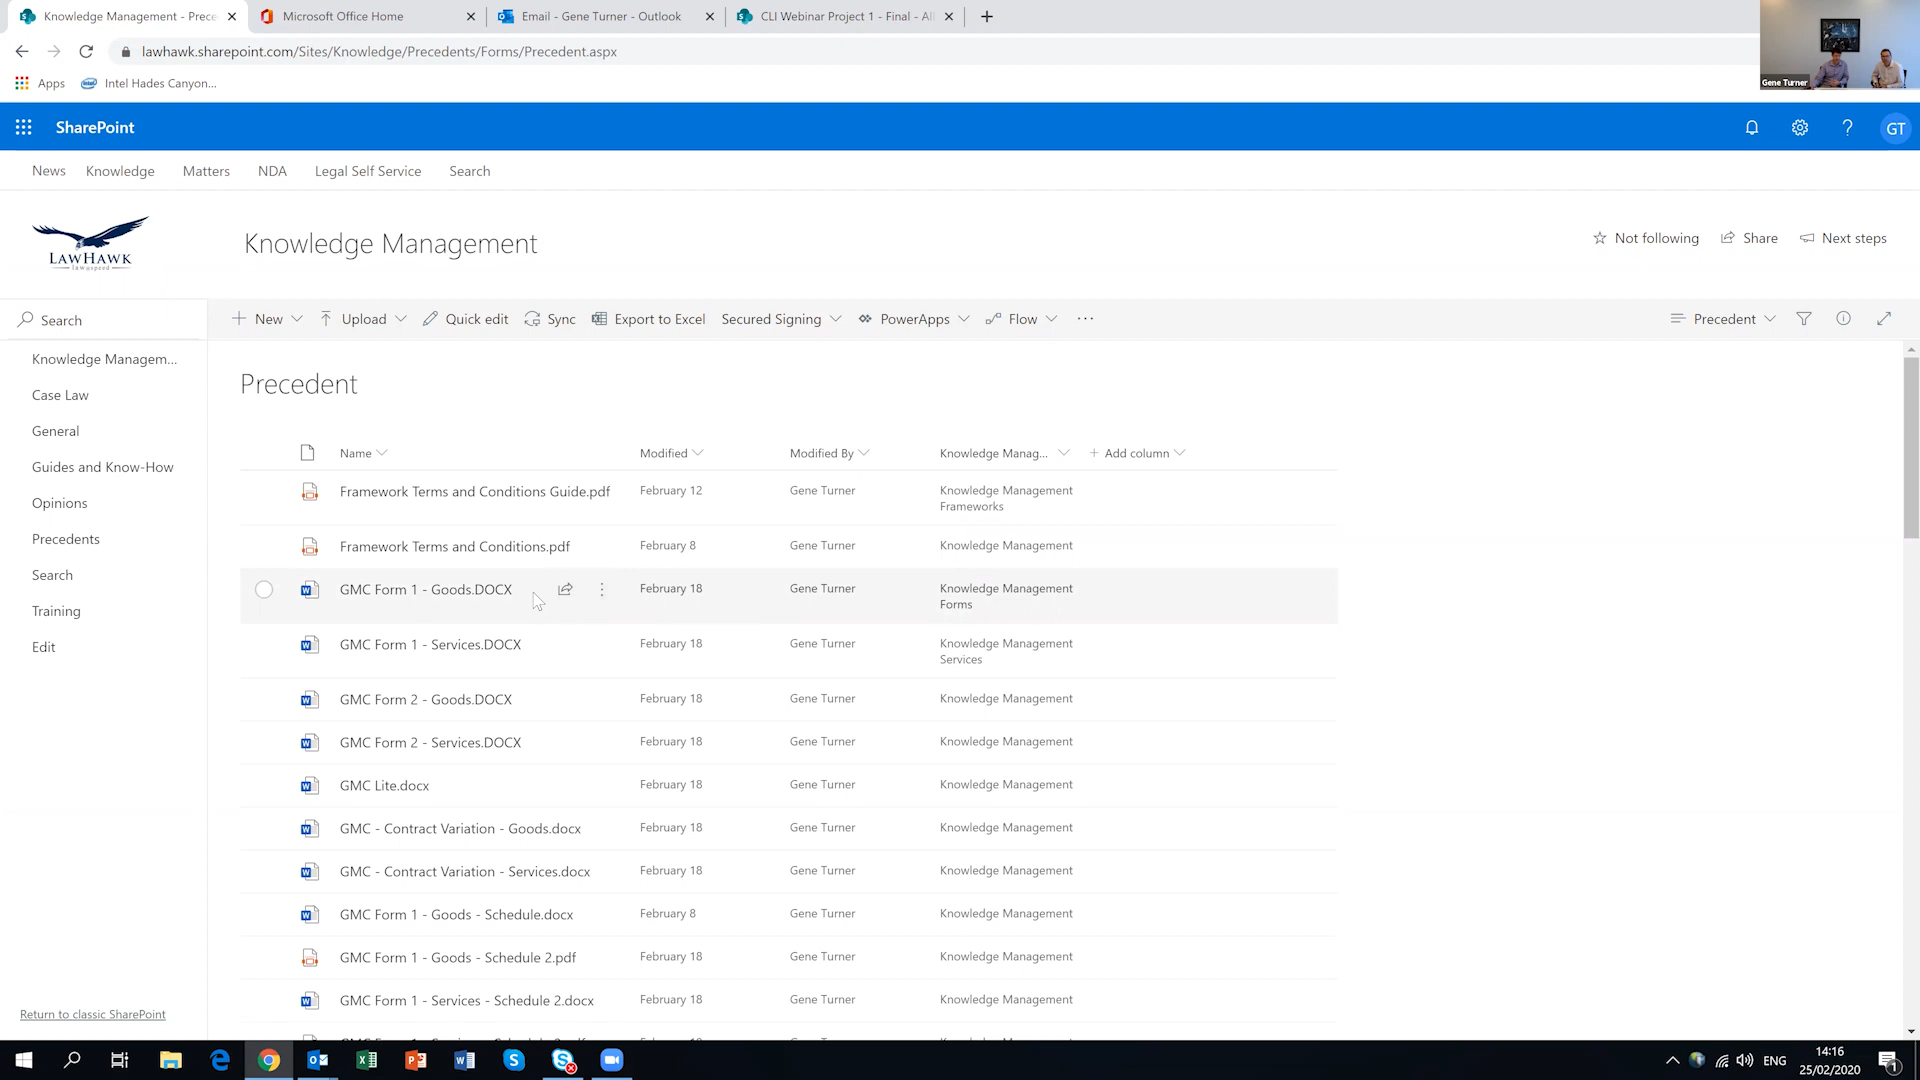 Knowledge Management - Prece
Microsoft Office Home
Email - Gene Turner - Outlook
CLI Webinar Project 1 - Final - All
lawhawk.sharepoint.com/Sites/Knowledge/Precedents/Forms/Precedent.aspx
Gene Turner
Apps
Intel Hades Canyon...
SharePoint
GT
News Knowledge Matters NDA Legal Self Service Search
LAWHAWK
law@speed
Knowledge Management
Not following Share Next steps
Search
New Upload Quick edit Sync Export to Excel Secured Signing PowerApps Flow ... Precedent
Knowledge Managem...
Case Law
General
Guides and Know-How
Opinions
Precedents
Search
Training
Edit
Return to classic SharePoint
Precedent
Name Modified Modified By Knowledge Manag... + Add column
Framework Terms and Conditions Guide.pdf February 12 Gene Turner Knowledge Management
Frameworks
Framework Terms and Conditions.pdf February 8 Gene Turner Knowledge Management
GMC Form 1 - Goods.DOCX February 18 Gene Turner Knowledge Management
Forms
GMC Form 1 - Services.DOCX February 18 Gene Turner Knowledge Management
Services
GMC Form 2 - Goods.DOCX February 18 Gene Turner Knowledge Management
GMC Form 2 - Services.DOCX February 18 Gene Turner Knowledge Management
GMC Lite.docx February 18 Gene Turner Knowledge Management
GMC - Contract Variation - Goods.docx February 18 Gene Turner Knowledge Management
GMC - Contract Variation - Services.docx February 18 Gene Turner Knowledge Management
GMC Form 1 - Goods - Schedule.docx February 8 Gene Turner Knowledge Management
GMC Form 1 - Goods - Schedule 2.pdf February 18 Gene Turner Knowledge Management
GMC Form 1 - Services - Schedule 2.docx February 18 Gene Turner Knowledge Management
ENG
14:16
25/02/2020
1